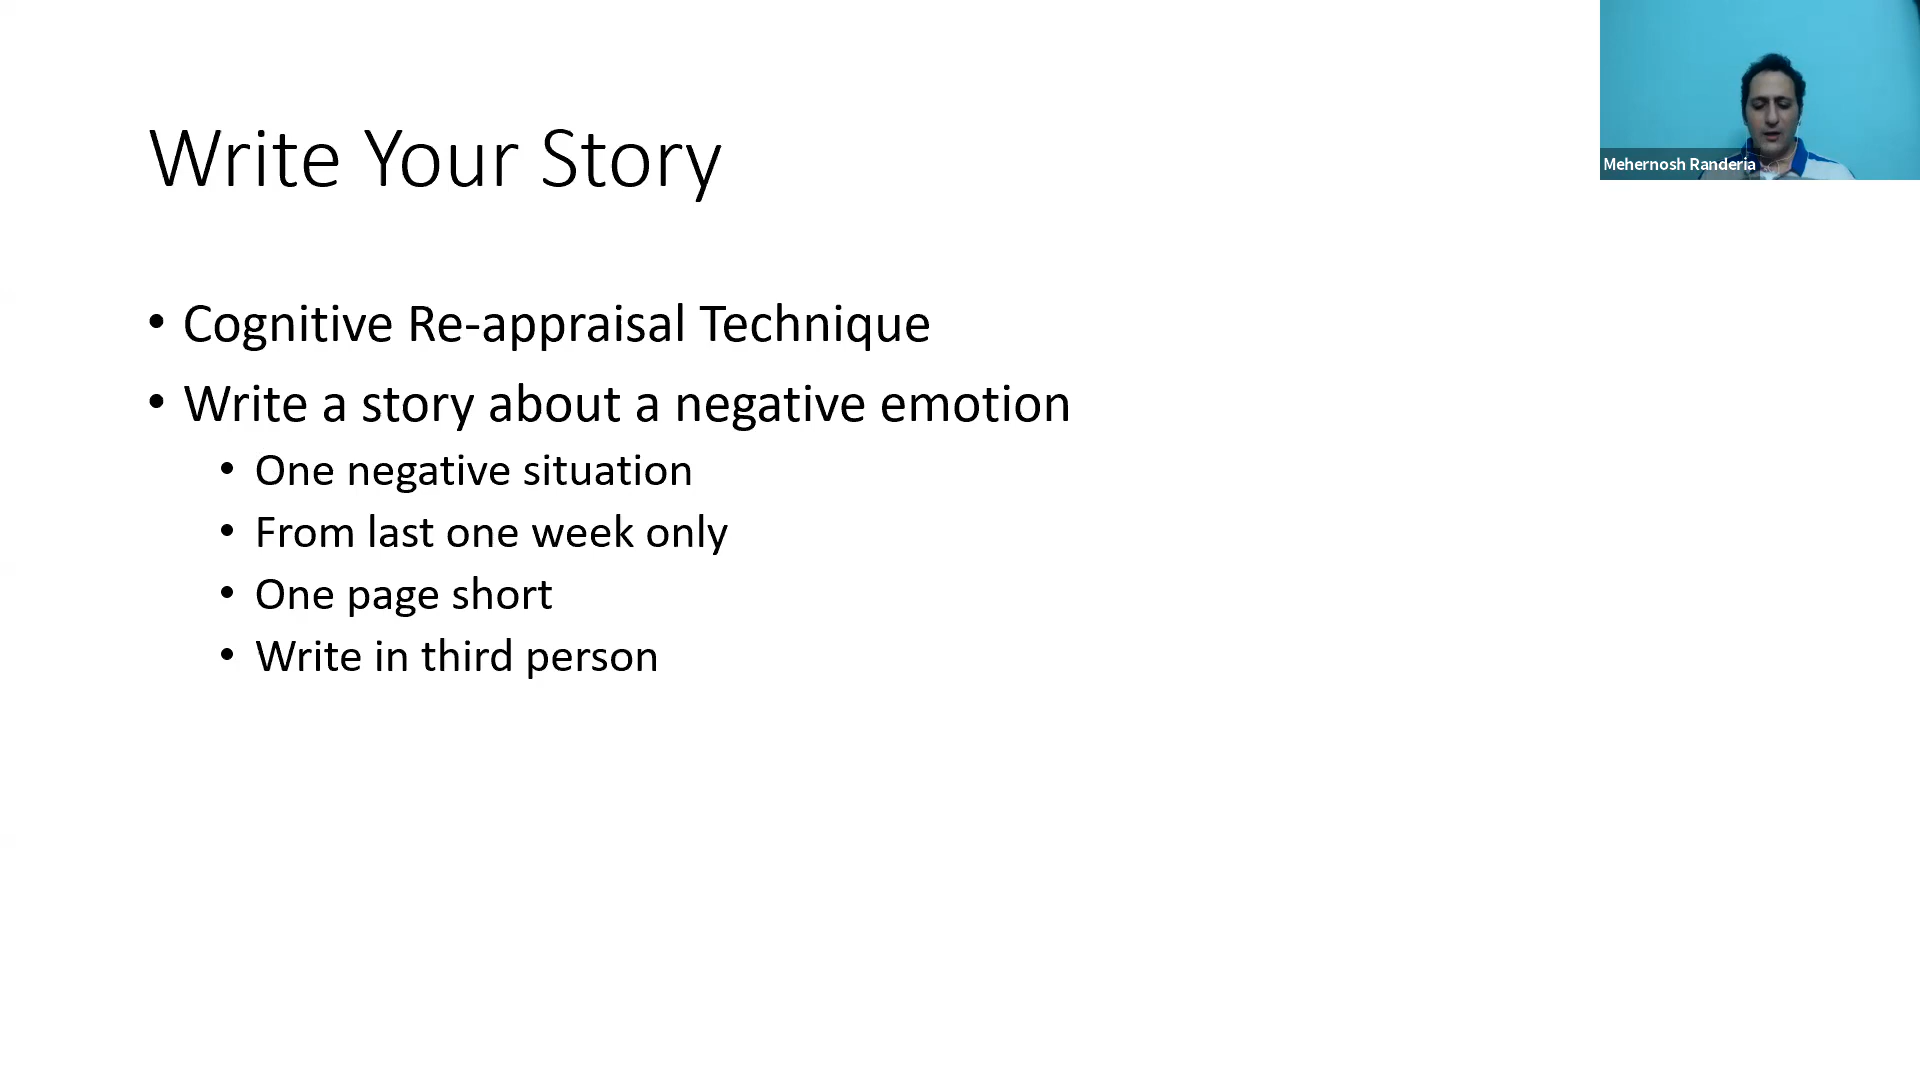 Write Your Story
• Cognitive Re-appraisal Technique
• Write a story about a negative emotion
• One negative situation
• From last one week only
• One page short
• Write in third person
Mehernosh Randeria